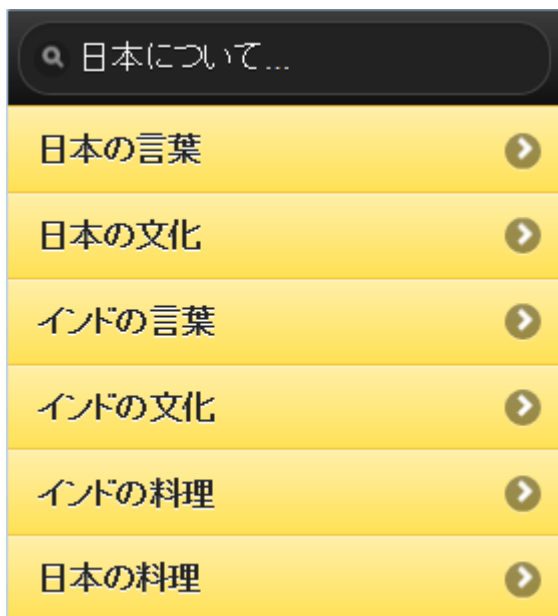 日本について...
日本の言葉
日本の文化
インドの言葉
インドの文化
インドの料理
日本の料理